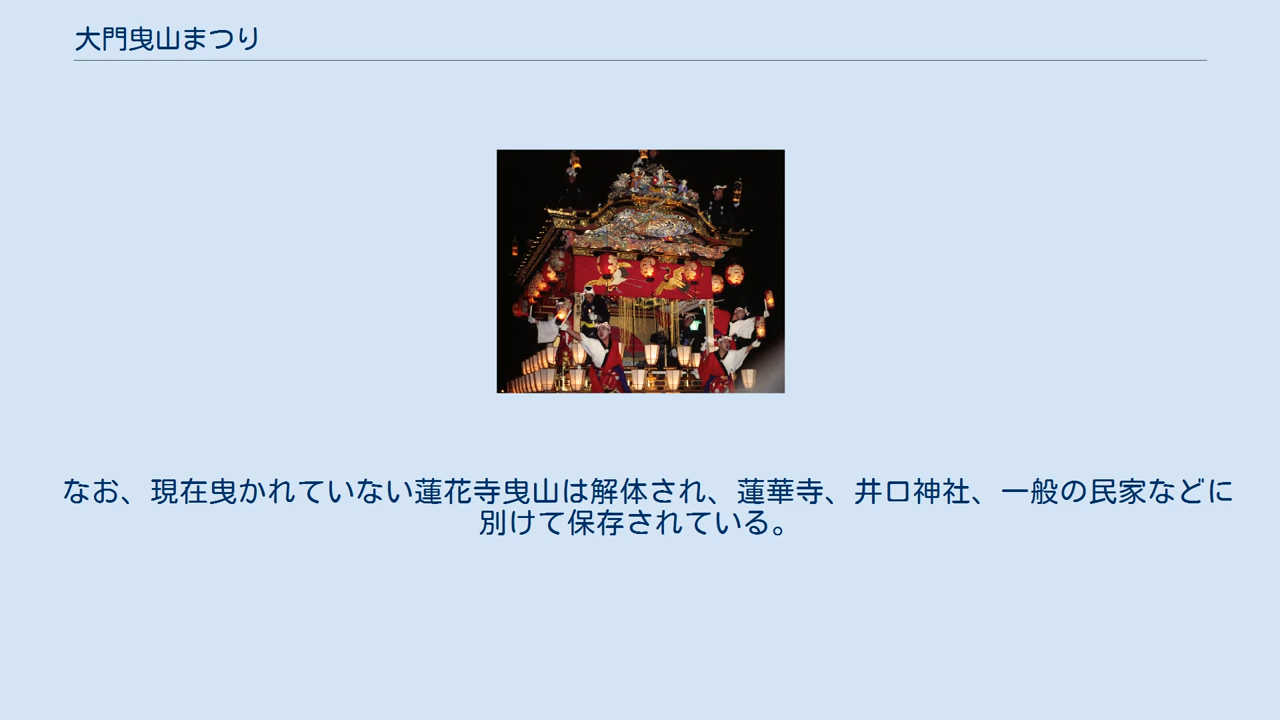 大門曳山まつり
なお、現在曳かれていない蓮花寺曳山は解体され、蓮華寺、井口神社、一般の民家などに
別けて保存されている。